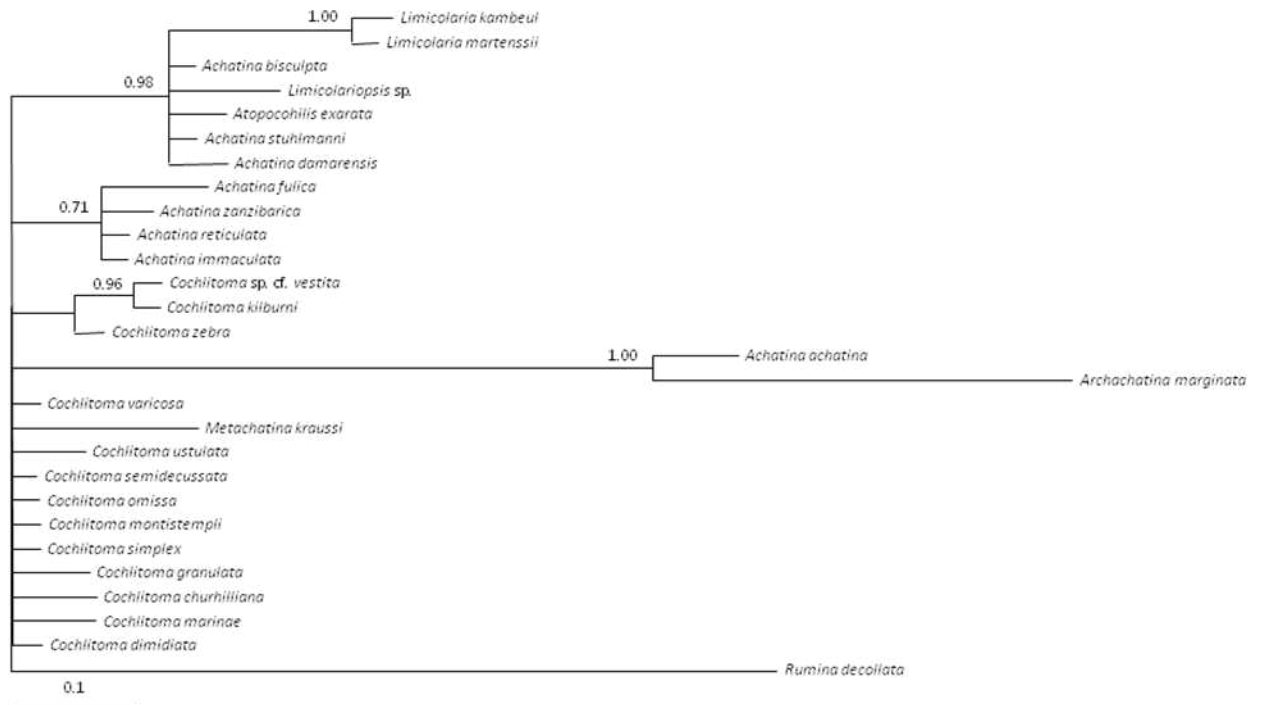 1.00
Limicolaria kambeul
Limicolaria martenssii
Achatina bisculpta
0.98
Limicolariopsis sp.
Atopocohilis exarata
Achatina stuhlmanni
Achatina damarensis
Achatina fulica
0.71
Achatina zanzibarica
Achatina reticulata
Achatina immaculata
0.96
Cochlitoma sp. cf. vestita
Cochlitoma kilburni
Cochlitoma zebra
1.00
Achatina achatina
Archachatina marginata
Cochlitoma varicosa
Metachatina kraussi
Cochlitoma ustulata
Cochlitoma semidecussata
Cochlitoma omissa
Cochlitoma montistempli
Cochlitoma simplex
Cochlitoma granulata
Cochlitoma churhilliana
Cochlitoma marinae
Cochlitoma dimidiata
Rumina decollata
0.1